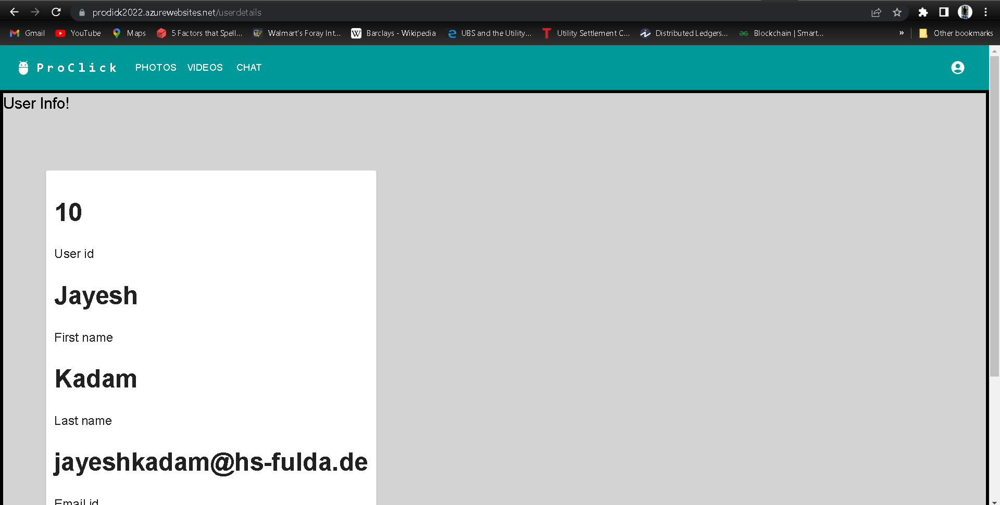 prodick2022.azurewebsites.net/userdetails
Gmail YouTube Maps 5 Factors that Spell... Walmart's Foray Int... W Barclays - Wikipedia UBS and the Utility... T Utility Settlement C... Distributed Ledgers... Blockchain | Smart... » Other bookmarks
ProClick PHOTOS VIDEOS CHAT
User Info!
10
User id
Jayesh
First name
Kadam
Last name
jayeshkadam@hs-fulda.de
Email id